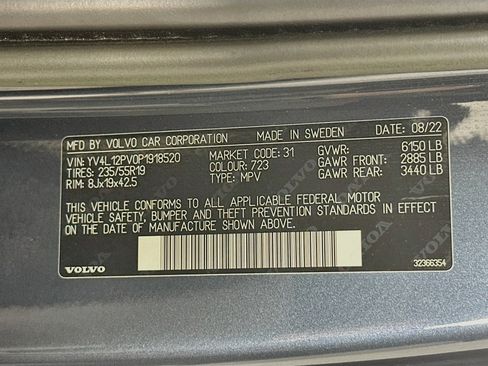 MFD BY VOLVO CAR CORPORATION MADE IN SWEDEN 08/22
VIN: YV4L12PV0P1918520 MARKET CODE: 31 GVWR: 6150 LB
TIRES: 235/55R19 COLOUR: 723 GAWR FRONT: 2885 LB
RIM: 8Jx19x42.5 TYPE: MPV GAWR REAR: 3440 LB
THIS VEHICLE CONFORMS TO ALL APPLICABLE FEDERAL MOTOR
VEHICLE SAFETY, BUMPER AND THEFT PREVENTION STANDARDS
IN EFFECT ON THE DATE OF MANUFACTURE SHOWN ABOVE.
VOLVO
32366354